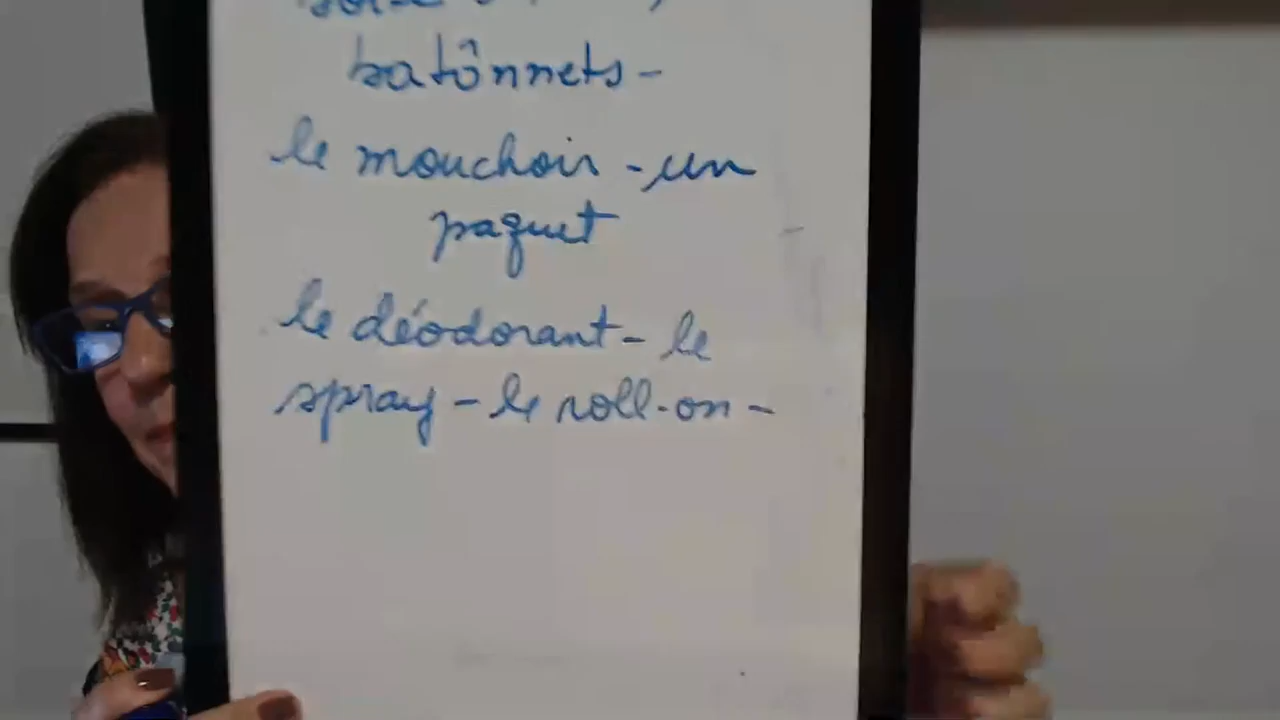 batônnets-
le mouchoir - un
paquet
le déodorant - le
spray - le roll-on -